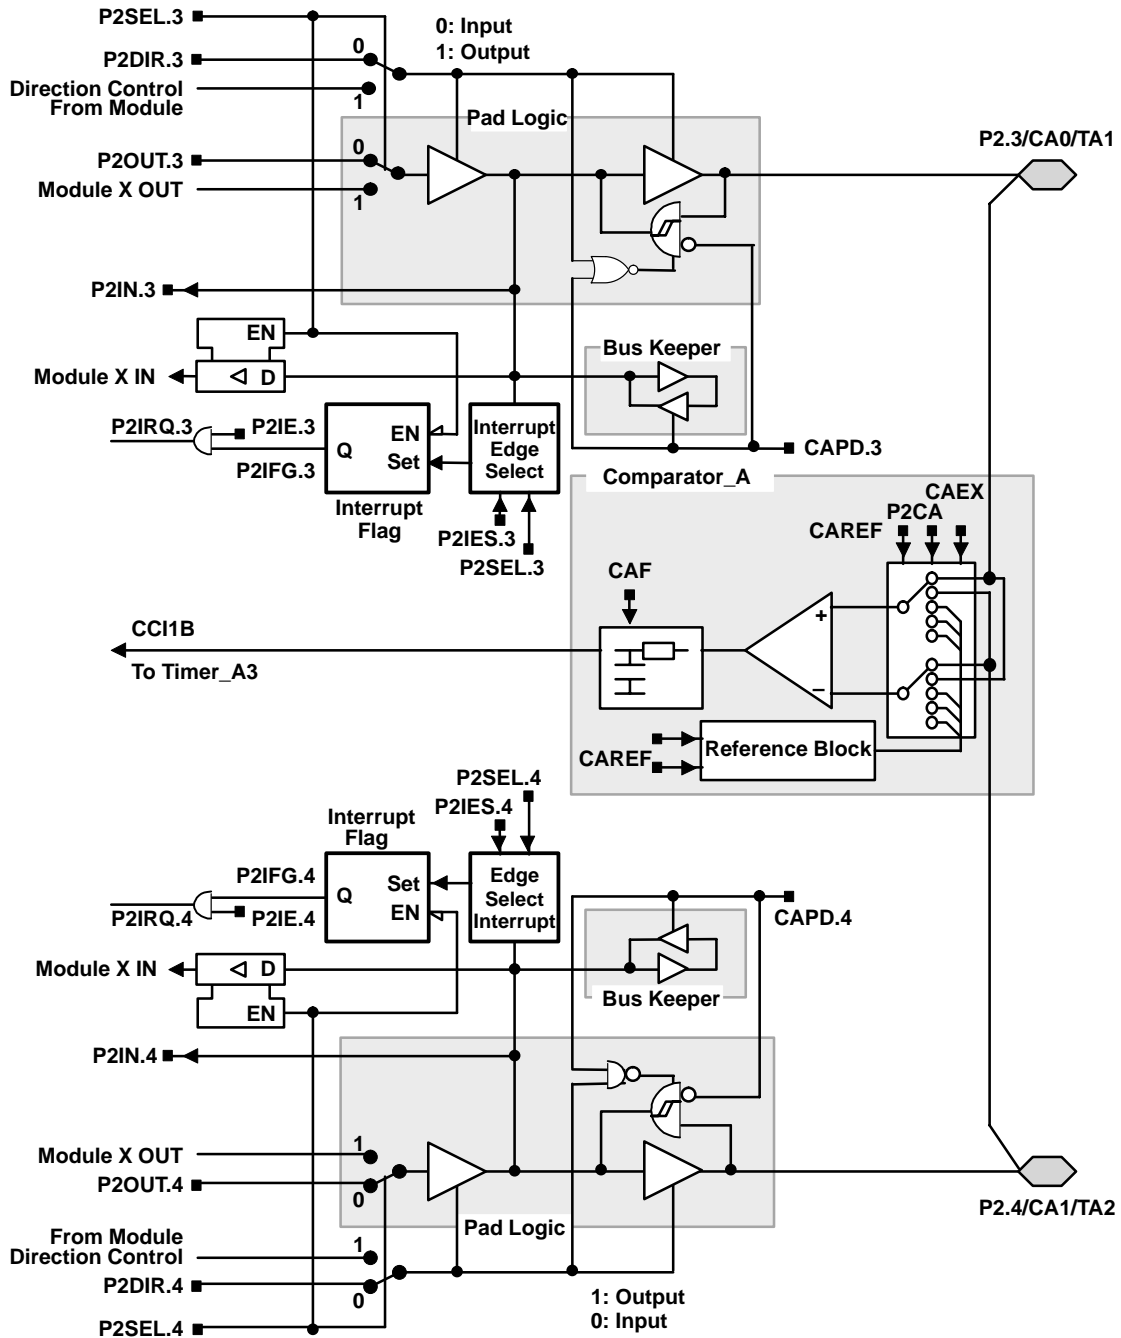 P2SEL.3
P2DIR.3
0
0: Input
1: Output
Direction Control
From Module
1
Pad Logic
P2OUT.3
0
Module X OUT
1
P2.3/CA0/TA1
P2IN.3
EN
Module X IN
D
Bus Keeper
P2IRQ.3
P2IE.3
P2IFG.3
Q
EN
Set
Interrupt
Edge
Select
CAPD.3
Interrupt
Flag
P2IES.3
P2SEL.3
Comparator_A
CAEX
P2CA
CAREF
CAF
CCI1B
To Timer_A3
+
−
Reference Block
CAREF
P2SEL.4
P2IES.4
Interrupt
Flag
P2IFG.4
P2IRQ.4
P2IE.4
Q
Set
EN
Edge
Select
Interrupt
CAPD.4
Module X IN
D
EN
Bus Keeper
P2IN.4
Module X OUT
1
P2OUT.4
0
Pad Logic
P2.4/CA1/TA2
From Module
Direction Control
1
P2DIR.4
0
1: Output
0: Input
P2SEL.4